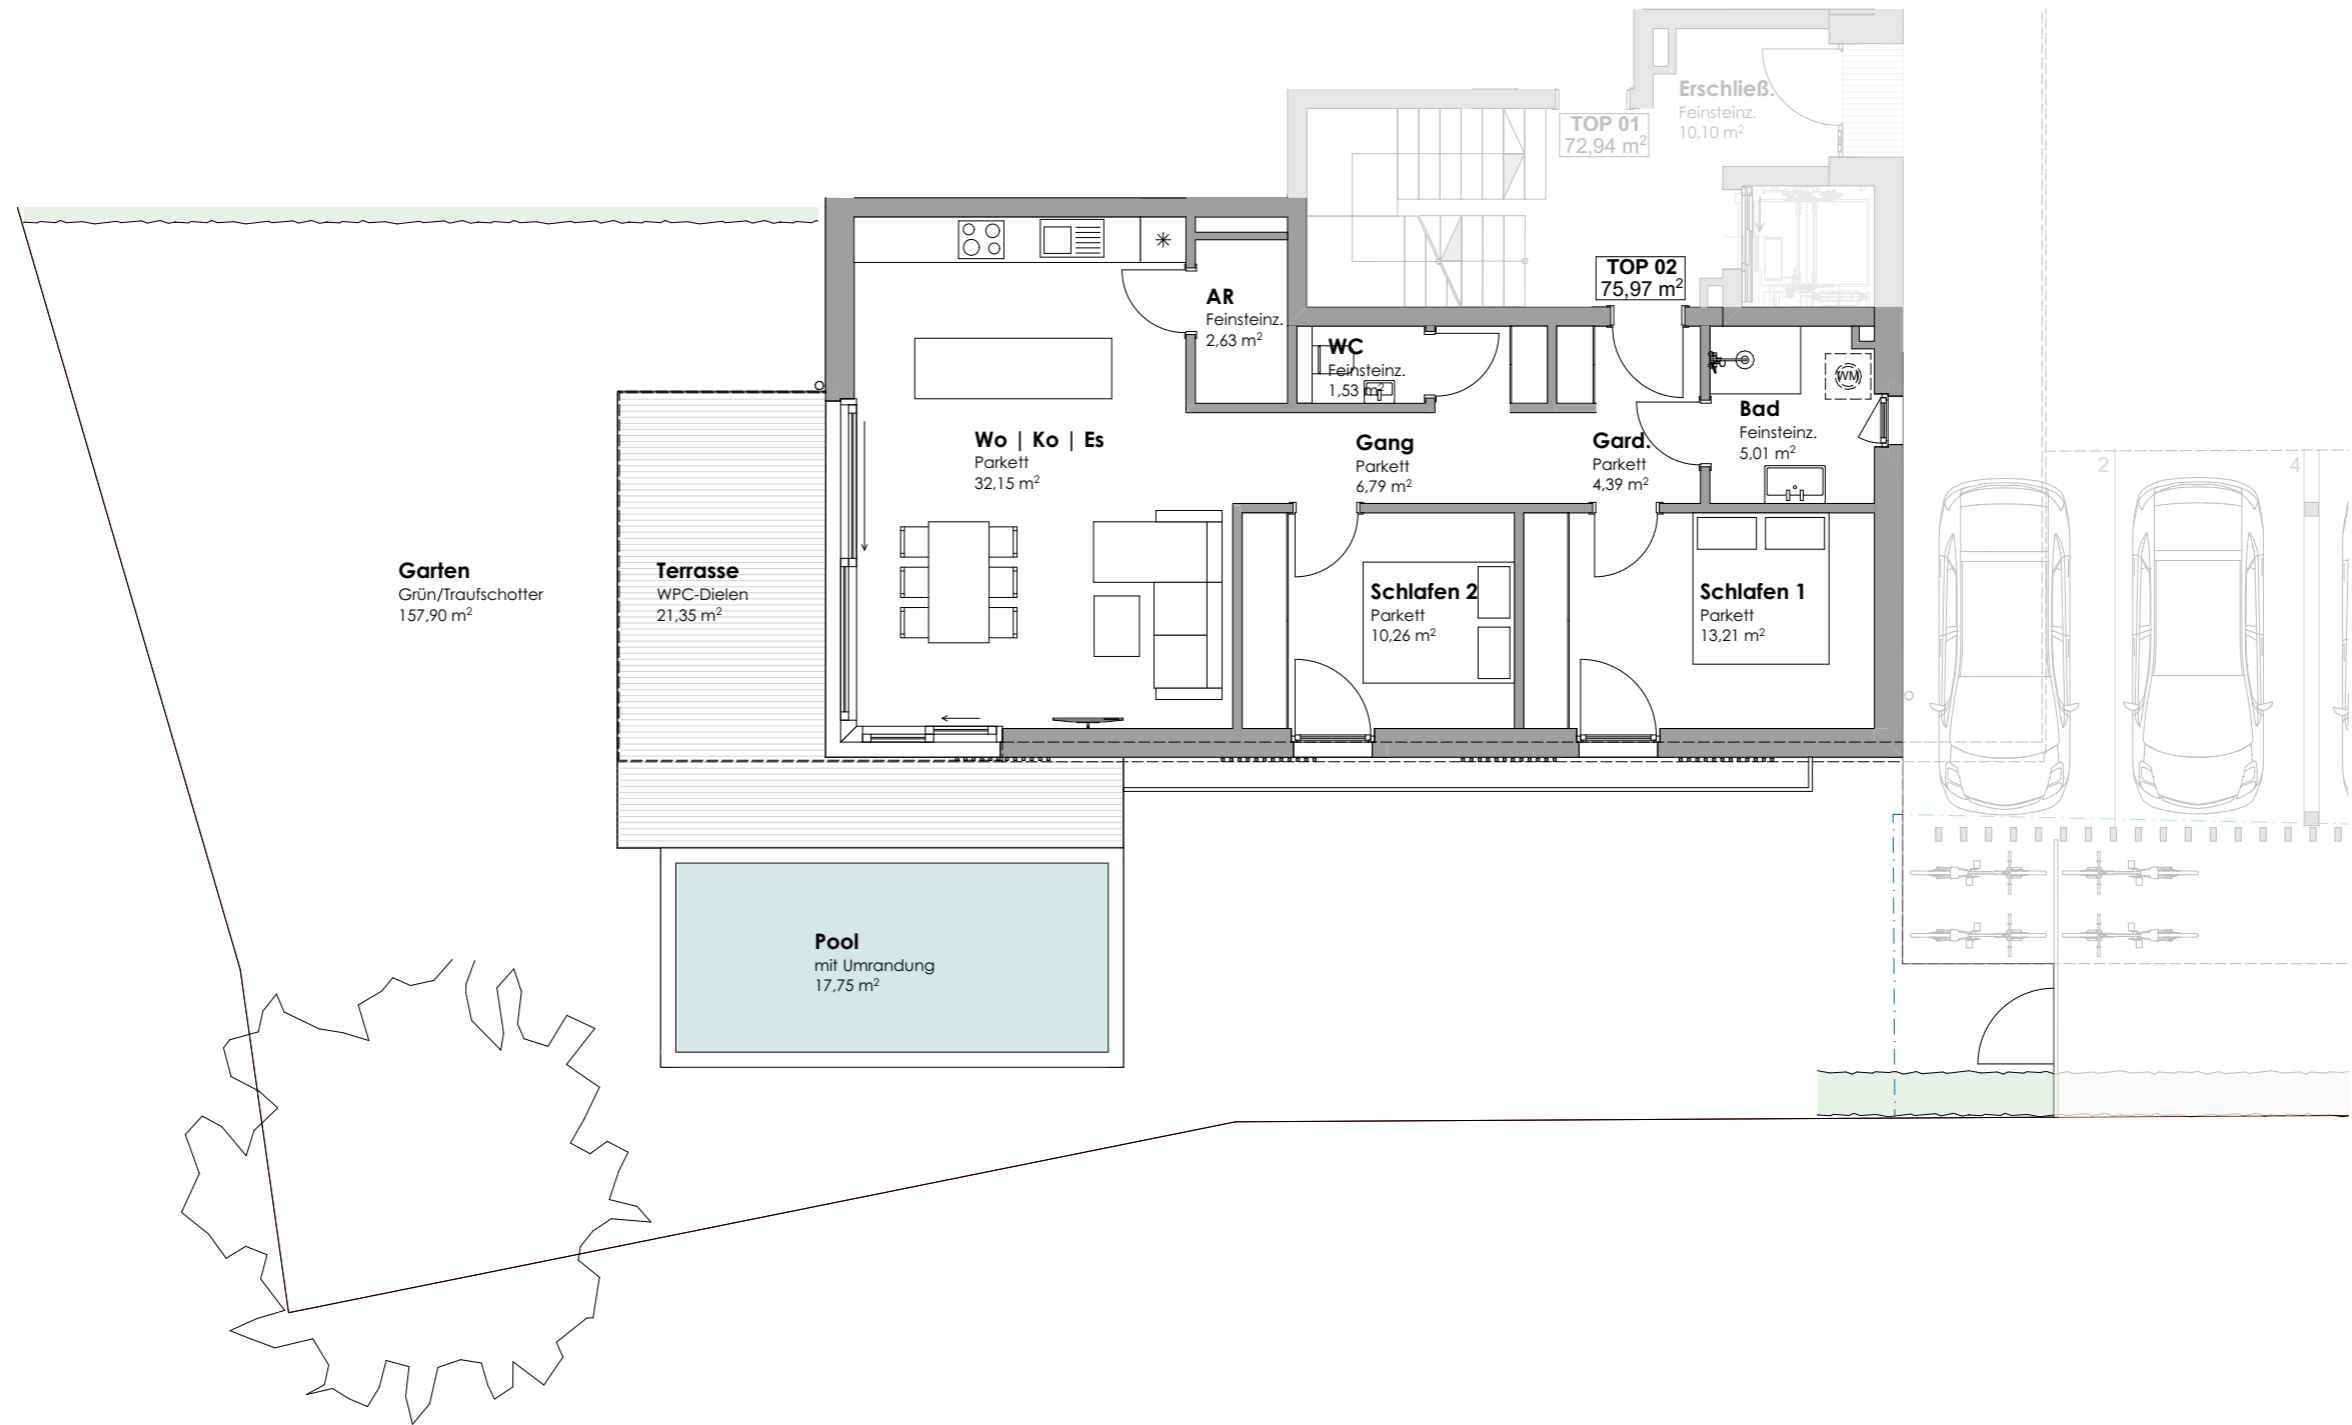 Erschließ.
Feinsteinz.
10,10 m²
TOP 01
72,94 m²
TOP 02
75,97 m²
AR
Feinsteinz.
2,63 m²
WC
Feinsteinz.
1,53 m²
WM
Bad
Feinsteinz.
5,01 m²
Wo | Ko | Es
Parkett
32,15 m²
Gang
Parkett
6,79 m²
Gard.
Parkett
4,39 m²
2
4
Garten
Grün/Traufschotter
157,90 m²
Terrasse
WPC-Dielen
21,35 m²
Schlafen 2
Parkett
10,26 m²
Schlafen 1
Parkett
13,21 m²
Pool
mit Umrandung
17,75 m²